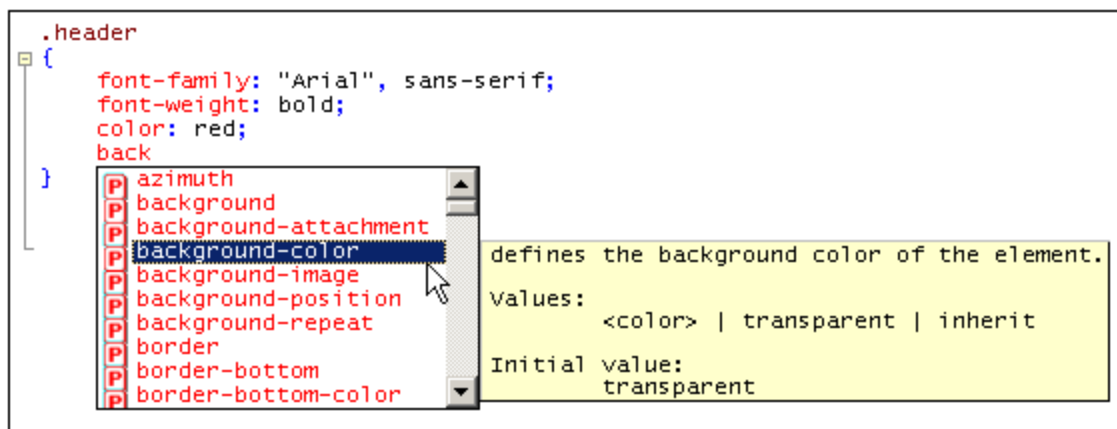 .header
{
font-family: "Arial", sans-serif;
font-weight: bold;
color: red;
back
}
P azimuth
P background
P background-attachment
P background-color
P background-image
P background-position
P background-repeat
P border
P border-bottom
P border-bottom-color
defines the background color of the element.
Values:
<color> | transparent | inherit
Initial value:
transparent